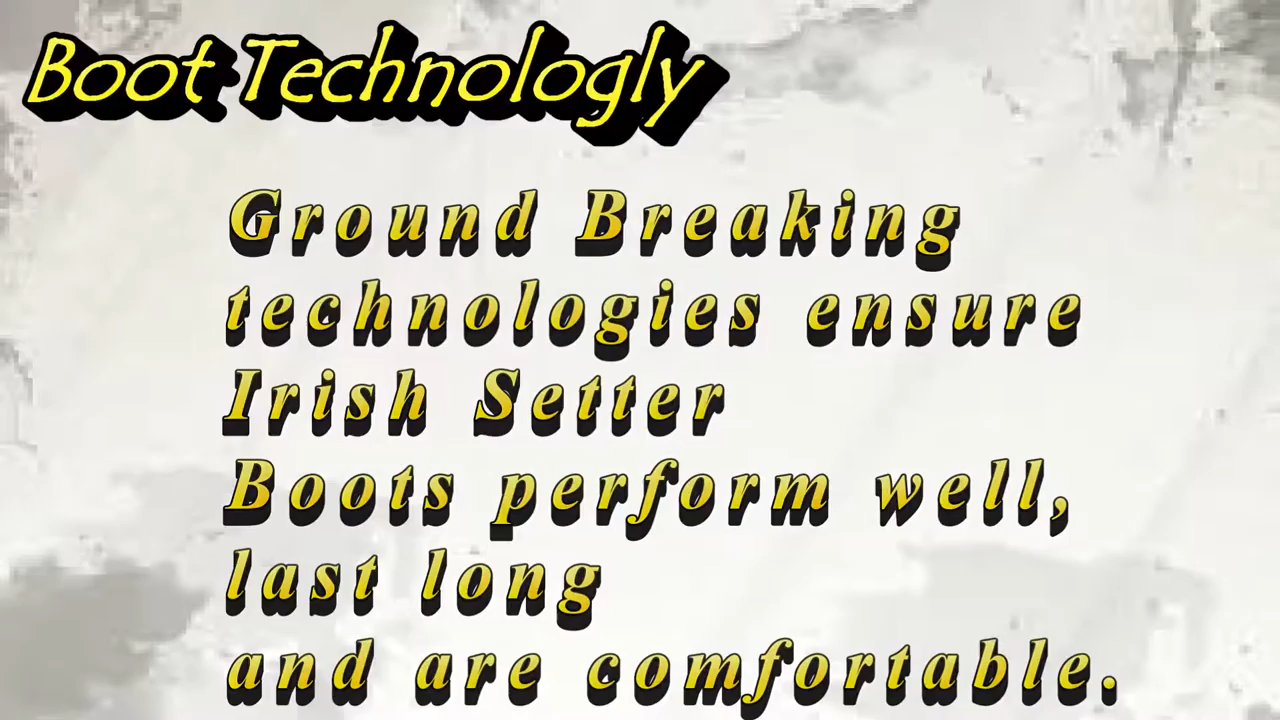 Boot Technologly
Ground Breaking
technologies ensure
Irish Setter
Boots perform well,
last long
and are comfortable.